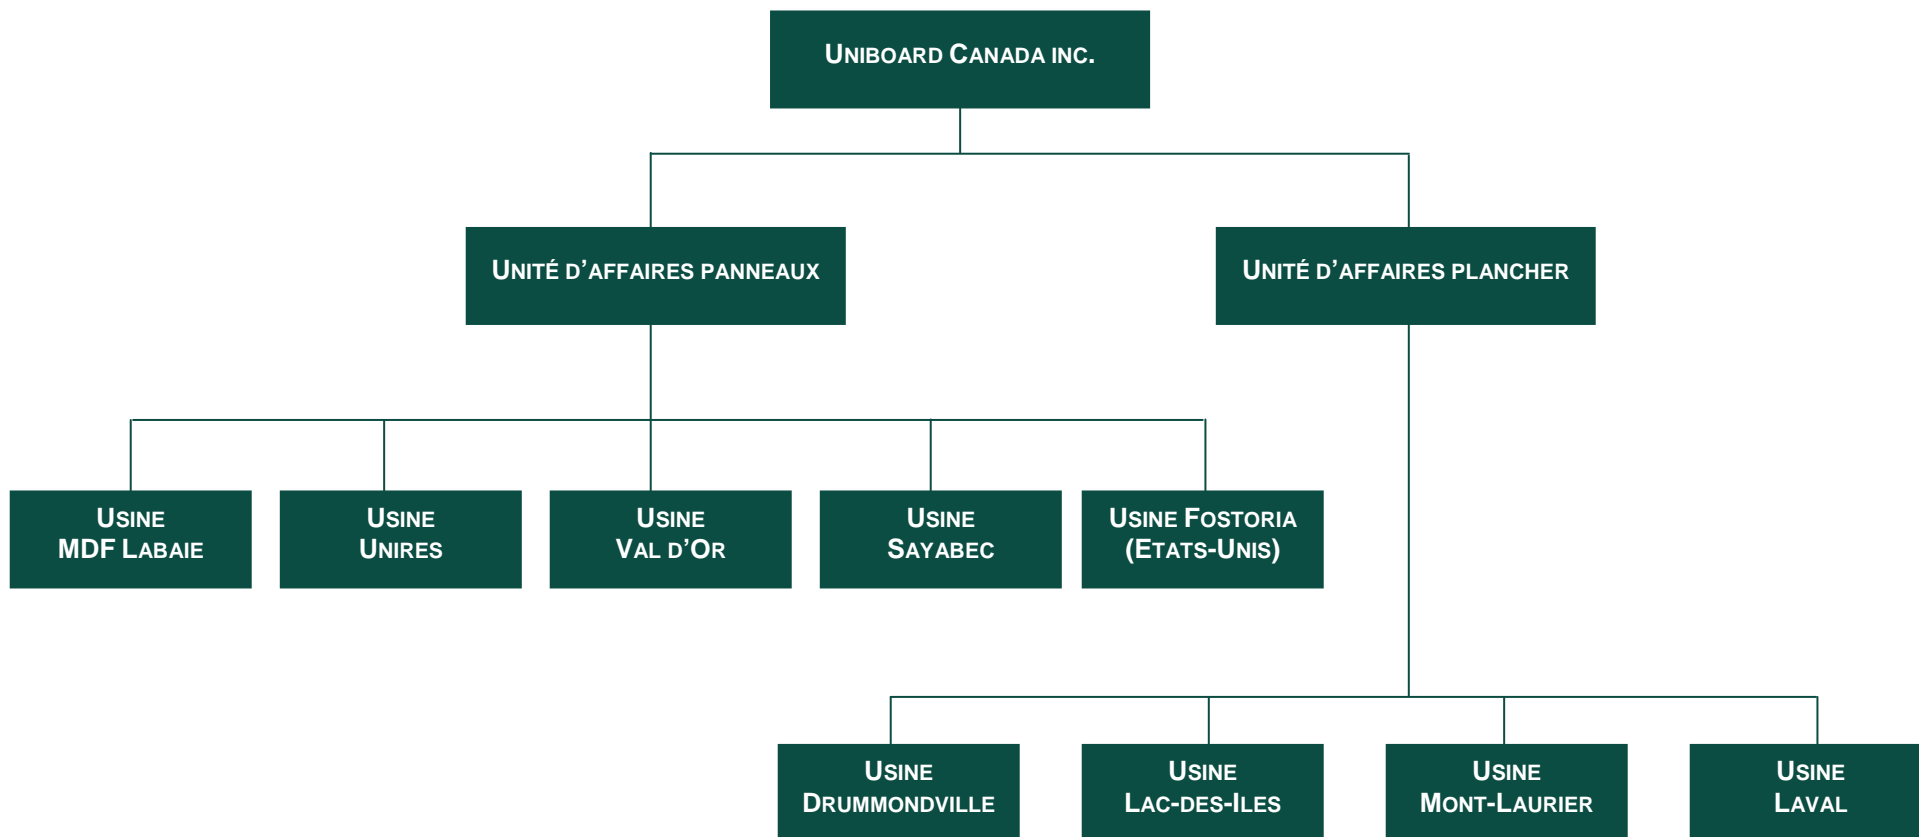 UNIBOARD CANADA INC.
UNITÉ D’AFFAIRES PANNEAUX
UNITÉ D’AFFAIRES PLANCHER
USINE
MDF LABAIE
USINE
UNIRES
USINE
VAL D’OR
USINE
SAYABEC
USINE FOSTORIA
(ETATS-UNIS)
USINE
DRUMMONDVILLE
USINE
LAC-DES-ILES
USINE
MONT-LAURIER
USINE
LAVAL